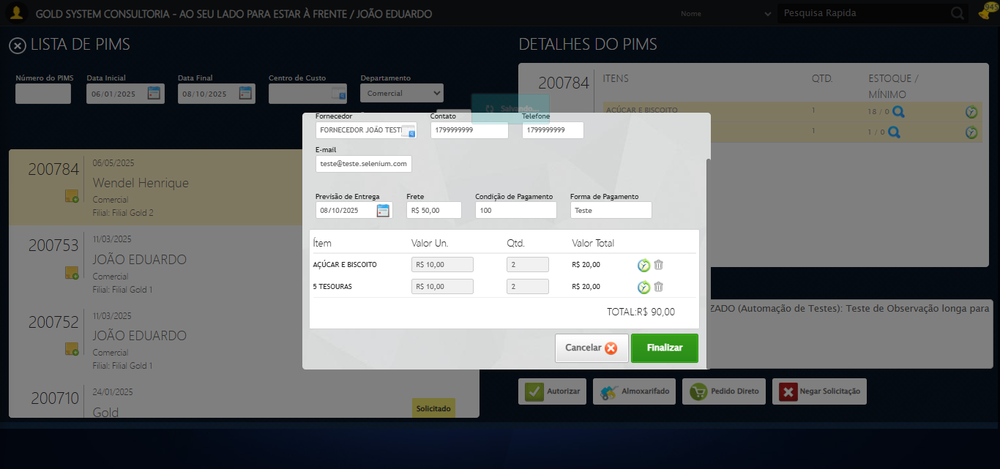 GOLD SYSTEM CONSULTORIA - AO SEU LADO PARA ESTAR À FRENTE / JOÃO EDUARDO
Nome
Pesquisa Rapida
945
LISTA DE PIMS
Número do PIMS
Data Inicial
Data Final
Centro de Custo
Departamento
06/01/2025
08/10/2025
Comercial
200784
06/05/2025
Wendel Henrique
Comercial
Filial: Filial Gold 2
200753
11/03/2025
JOÃO EDUARDO
Comercial
Filial: Filial Gold 1
200752
11/03/2025
JOÃO EDUARDO
Comercial
Filial: Filial Gold 1
200710
24/01/2025
Gold
Solicitado
Salvando...
Fornecedor
Contato
Telefone
FORNECEDOR JOÃO TEST
1799999999
1799999999
E-mail
teste@teste.selenium.com
Previsão de Entrega
Frete
Condição de Pagamento
Forma de Pagamento
08/10/2025
R$ 50,00
100
Teste
Ítem
Valor Un.
Qtd.
Valor Total
AÇÚCAR E BISCOITO
R$ 10,00
2
R$ 20,00
5 TESOURAS
R$ 10,00
2
R$ 20,00
TOTAL:R$ 90,00
Cancelar
Finalizar
DETALHES DO PIMS
200784
ITENS
QTD.
ESTOQUE /
MÍNIMO
AÇÚCAR E BISCOITO
1
18 / 0
1
1 / 0
ZADO (Automação de Testes): Teste de Observação longa para
Autorizar
Almoxarifado
Pedido Direto
Negar Solicitação